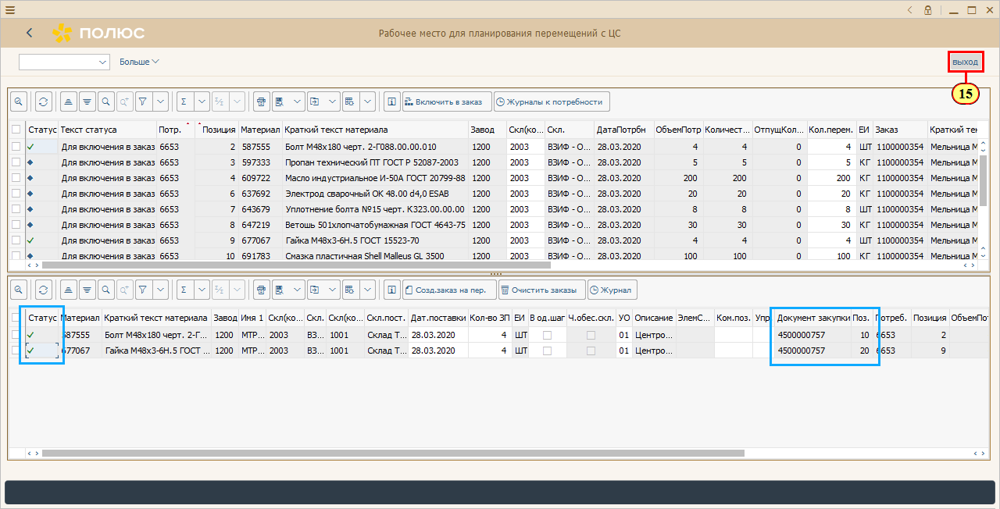 ПОЛЮС
Рабочее место для планирования перемещений с ЦС
Больше
выход
15
Включить в заказ Журналы к потребности
Статус Текст статуса Потр. Позиция Материал Краткий текст материала Завод Скл(ко... Скл. ДатаПотрбн ОбъемПотр Количест... ОтпущКол... Кол.перем. ЕИ Заказ Краткий тек
Для включения в заказ 6653 2 587555 Болт М48х180 черт. 2-Г088.00.00.010 1200 2003 ВЗИФ - О... 28.03.2020 4 4 0 4 ШТ 1100000354 Мельница М
Для включения в заказ 6653 3 597333 Пропан технический ПТ ГОСТ Р 52087-2003 1200 2003 ВЗИФ - О... 28.03.2020 5 5 0 5 КГ 1100000354 Мельница М
Для включения в заказ 6653 4 609722 Масло индустриальное И-50А ГОСТ 20799-88 1200 2003 ВЗИФ - О... 28.03.2020 200 200 0 200 КГ 1100000354 Мельница М
Для включения в заказ 6653 6 637692 Электрод сварочный ОК 48.00 d4,0 ESAB 1200 2003 ВЗИФ - О... 28.03.2020 20 20 0 20 КГ 1100000354 Мельница М
Для включения в заказ 6653 7 643679 Уплотнение болта №15 черт. К323.00.00.00 1200 2003 ВЗИФ - О... 28.03.2020 8 8 0 8 ШТ 1100000354 Мельница М
Для включения в заказ 6653 8 647219 Ветошь 501хлопчатобумажная ГОСТ 4643-75 1200 2003 ВЗИФ - О... 28.03.2020 30 30 0 30 КГ 1100000354 Мельница М
Для включения в заказ 6653 9 677067 Гайка М48х3-6Н.5 ГОСТ 15523-70 1200 2003 ВЗИФ - О... 28.03.2020 4 4 0 4 ШТ 1100000354 Мельница М
Для включения в заказ 6653 10 691783 Смазка пластичная Shell Malleus GL 3500 1200 2003 ВЗИФ - О... 28.03.2020 100 100 0 100 КГ 1100000354 Мельница М
Созд.заказ на пер. Очистить заказы Журнал
Статус Материал Краткий текст материала Завод Имя 1 Скл(ко... Скл. Скл(ко... Скл.пост. Дат.поставки Кол-во ЗП ЕИ В од.шаг Ч.обес.скл. УО Описание ЭлемС... Ком.поз. Упр Документ закупки Поз. Потреб. Позиция ОбъемПот
587555 Болт М48х180 черт. 2-Г... 1200 МТР... 2003 ВЗ... 1001 Склад Т... 28.03.2020 4 ШТ 01 Центро... 4500000757 10 6653 2
677067 Гайка М48х3-6Н.5 ГОСТ ... 1200 МТР... 2003 ВЗ... 1001 Склад Т... 28.03.2020 4 ШТ 01 Центро... 4500000757 20 6653 9